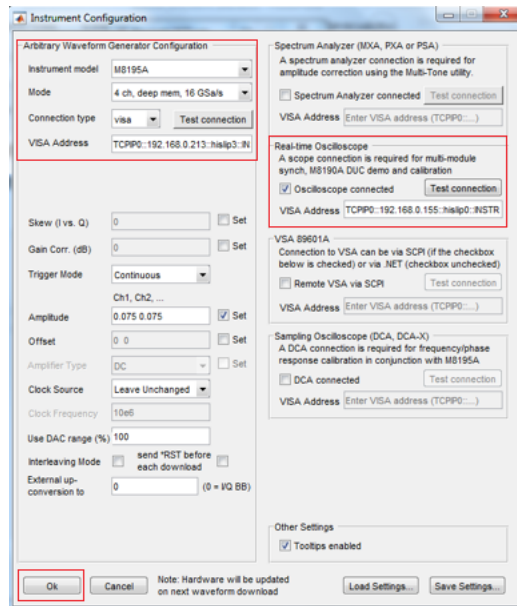 Instrument Configuration
Arbitrary Waveform Generator Configuration
Instrument model
M8195A
Mode
4 ch, deep mem, 16 GSa/s
Connection type
visa
Test connection
VISA Address
TCPIP0::192.168.0.213::hislip3::IN
Skew (I vs. Q)
0
Set
Gain Corr. (dB)
0
Set
Trigger Mode
Continuous
Ch1, Ch2, ...
Amplitude
0.075 0.075
Set
Offset
0 0
Set
Amplifier Type
DC
Set
Clock Source
Leave Unchanged
Clock Frequency
10e6
Use DAC range (%)
100
Interleaving Mode
send *RST before
each download
External up-
conversion to
0
(0 = I/Q BB)
Spectrum Analyzer (MXA, PXA or PSA)
A spectrum analyzer connection is required for
amplitude correction using the Multi-Tone utility.
Spectrum Analyzer connected
Test connection
VISA Address
Enter VISA address (TCPIP0::...)
Real-time Oscilloscope
A scope connection is required for multi-module
synch, M8190A DUC demo and calibration
Oscilloscope connected
Test connection
VISA Address
TCPIP0::192.168.0.155::hislip0::INSTR
VSA 89601A
Connection to VSA can be via SCPI (if the checkbox
below is checked) or via .NET (checkbox unchecked)
Remote VSA via SCPI
Test connection
VISA Address
Enter VISA address (TCPIP0::...)
Sampling Oscilloscope (DCA, DCA-X)
A DCA connection is required for frequency/phase
response calibration in conjunction with M8195A
DCA connected
Test connection
VISA Address
Enter VISA address (TCPIP0::...)
Other Settings
Tooltips enabled
Ok
Cancel
Note: Hardware will be updated
on next waveform download
Load Settings...
Save Settings...